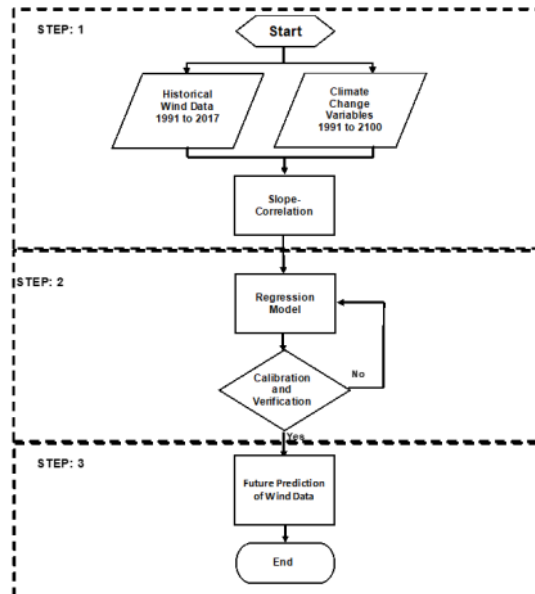 STEP: 1
Start
Historical
Wind Data
1991 to 2017
Climate
Change
Variables
1991 to 2100
Slope-
Correlation
STEP: 2
Regression
Model
Calibration
and
Verification
No
Yes
STEP: 3
Future Prediction
of Wind Data
End